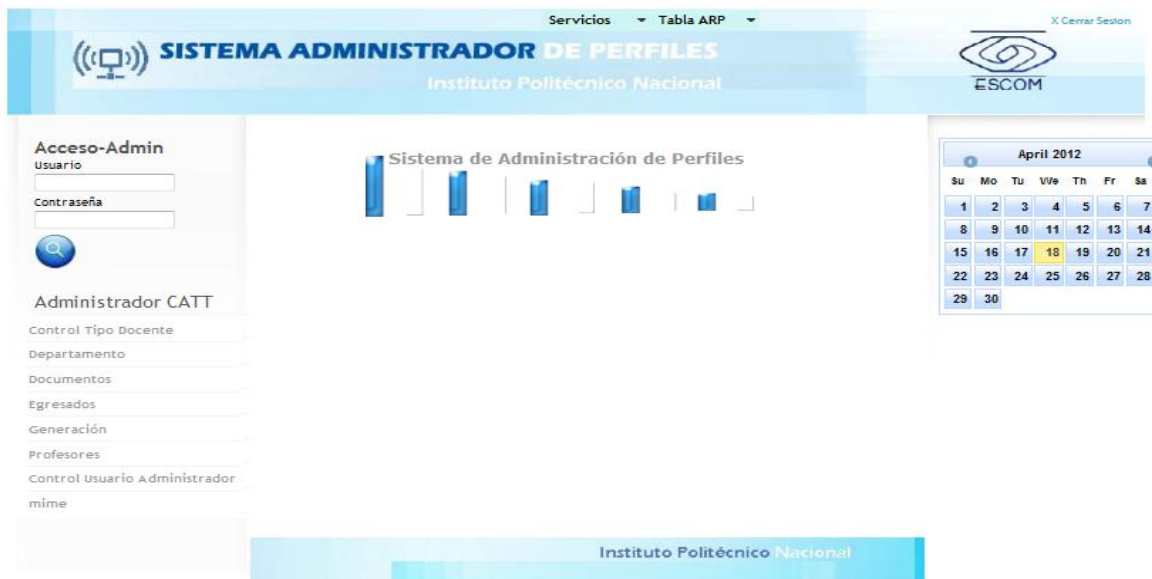 Servicios Tabla ARP
X Cerrar Sesion
SISTEMA ADMINISTRADOR DE PERFILES
Instituto Politécnico Nacional
ESCOM
Acceso-Admin
Usuario
Contraseña
Administrador CATT
Control Tipo Docente
Departamento
Documentos
Egresados
Generación
Profesores
Control Usuario Administrador
mime
Sistema de Administración de Perfiles
April 2012
Su Mo Tu We Th Fr Sa
1 2 3 4 5 6 7
8 9 10 11 12 13 14
15 16 17 18 19 20 21
22 23 24 25 26 27 28
29 30
Instituto Politécnico Nacional